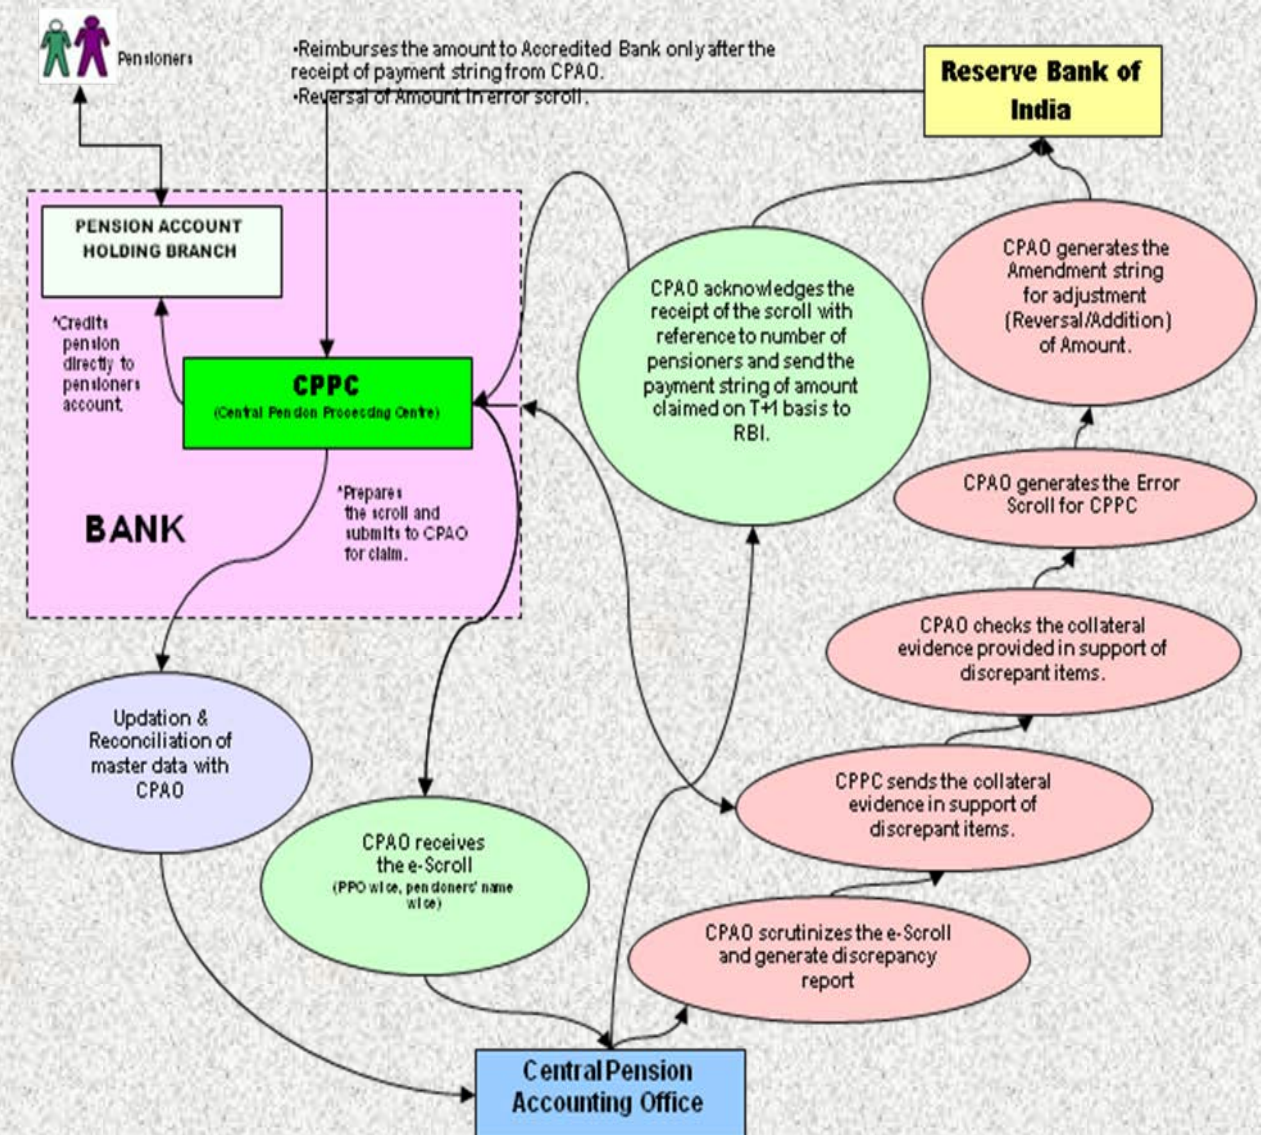 Pensioners
•Reimburses the amount to Accredited Bank only after the
receipt of payment string from CPAO.
•Reversal of Amount in error scroll.
Reserve Bank of
India
PENSION ACCOUNT
HOLDING BRANCH
*Credits
pension
directly to
pensioners
account.
CPPC
(Central Pension Processing Centre)
*Prepares
the scroll and
submits to CPAO
for claim.
BANK
CPAO acknowledges the
receipt of the scroll with
reference to number of
pensioners and send the
payment string of amount
claimed on T+1 basis to
RBI.
CPAO generates the
Amendment string
for adjustment
(Reversal/Addition)
of Amount.
CPAO generates the Error
Scroll for CPPC
CPAO checks the collateral
evidence provided in support of
discrepant items.
CPPC sends the collateral
evidence in support of
discrepant items.
CPAO scrutinizes the e-Scroll
and generate discrepancy
report
Updation &
Reconciliation of
master data with
CPAO
CPAO receives
the e-Scroll
(PPO wise, pensioners' name
wise)
Central Pension
Accounting Office